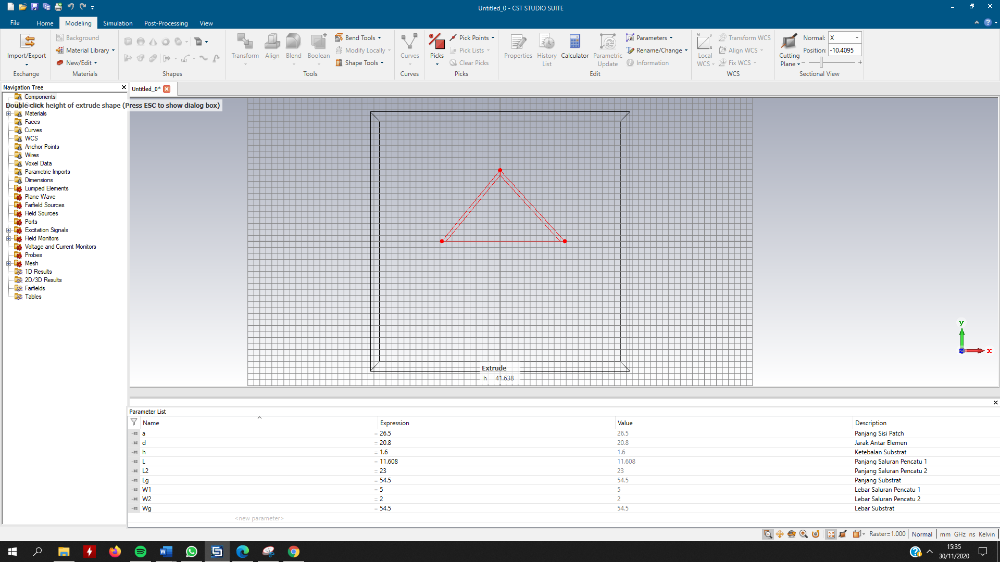 Untitled_0 - CST STUDIO SUITE
File Home Modeling Simulation Post-Processing View
Import/Export
Exchange
Background
Material Library
New/Edit
Materials
Shapes
Transform Align Blend Boolean
Bend Tools
Modify Locally
Shape Tools
Tools
Curves
Curves
Picks
Pick Points
Pick Lists
Clear Picks
Picks
Properties
History List
Calculator
Parametric Update
Parameters
Rename/Change
Information
Edit
Local WCS
Transform WCS
Align WCS
Fix WCS
WCS
Cutting Plane
Normal: X
Position: -10.4095
Sectional View
Navigation Tree
Untitled_0*
Components
Double click height of extrude shape (Press ESC to show dialog box)
Materials
Faces
Curves
WCS
Anchor Points
Wires
Voxel Data
Parametric Imports
Dimensions
Lumped Elements
Plane Wave
Farfield Sources
Field Sources
Ports
Excitation Signals
Field Monitors
Voltage and Current Monitors
Probes
Mesh
1D Results
2D/3D Results
Farfields
Tables
y
z x
Extrude
h 41.638
Parameter List
Name Expression Value Description
a = 26.5 26.5 Panjang Sisi Patch
d = 20.8 20.8 Jarak Antar Elemen
h = 1.6 1.6 Ketebalan Substrat
L = 11.608 11.608 Panjang Saluran Pencatu 1
L2 = 23 23 Panjang Saluran Pencatu 2
Lg = 54.5 54.5 Panjang Substrat
W1 = 5 5 Lebar Saluran Pencatu 1
W2 = 2 2 Lebar Saluran Pencatu 2
Wg = 54.5 54.5 Lebar Substrat
<new parameter>
Raster=1.000 Normal mm GHz ns Kelvin
15:35
30/11/2020